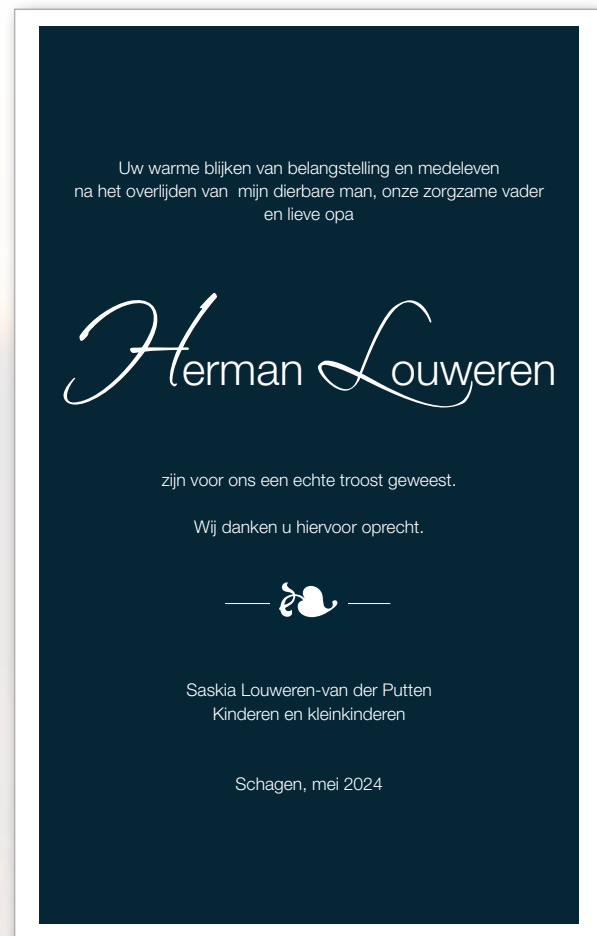 Uw warme blijken van belangstelling en medeleven
na het overlijden van  mijn dierbare man, onze zorgzame vader
en lieve opa
Herman Louweren
zijn voor ons een echte troost geweest.
Wij danken u hiervoor oprecht.
Saskia Louweren-van der Putten
Kinderen en kleinkinderen
Schagen, mei 2024